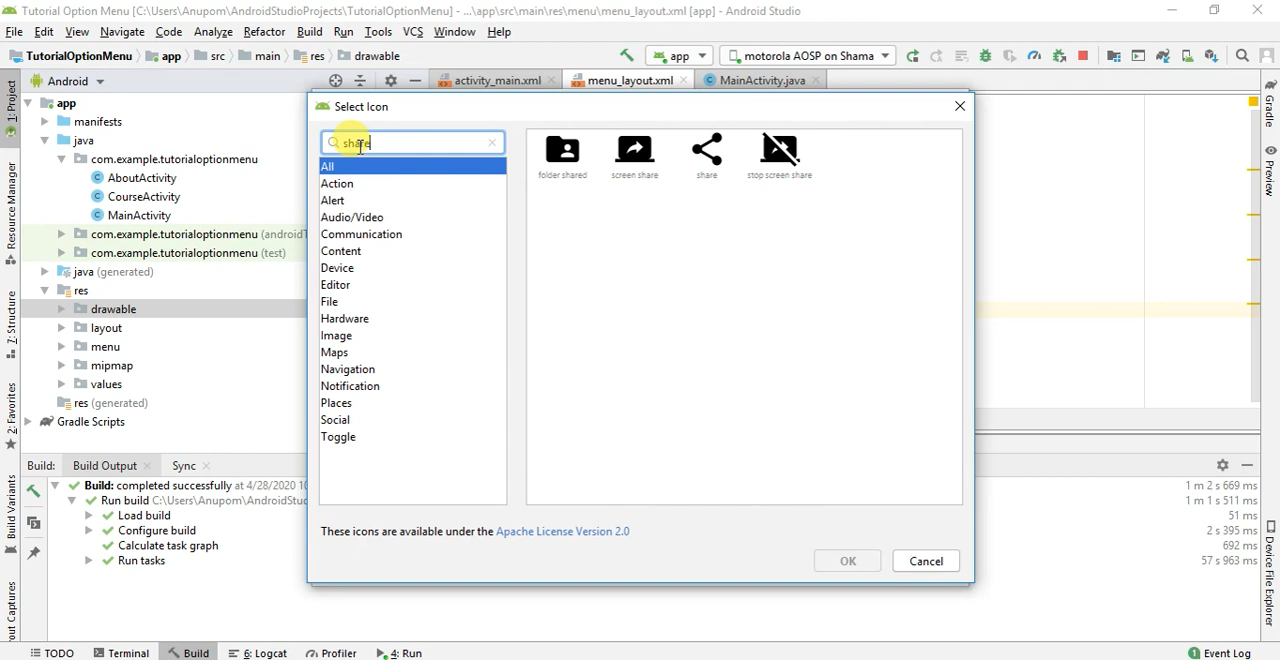 Tutorial Option Menu [C:\Users\Anupom\AndroidStudioProjects\TutorialOptionMenu] - ...\app\src\main\res\menu\menu_layout.xml [app] - Android Studio
File Edit View Navigate Code Analyze Refactor Build Run Tools VCS Window Help
TutorialOptionMenu app src main res drawable app motorola AOSP on Shama
1: Project
Resource Manager
Z: Structure
2: Favorites
Build Variants
Android
activity_main.xml menu_layout.xml MainActivity.java
app
manifests
java
com.example.tutorialoptionmenu
AboutActivity
CourseActivity
MainActivity
com.example.tutorialoptionmenu (android
com.example.tutorialoptionmenu (test)
java (generated)
res
drawable
layout
menu
mipmap
values
res (generated)
Gradle Scripts
Select Icon
share
All
Action
Alert
Audio/Video
Communication
Content
Device
Editor
File
Hardware
Image
Maps
Navigation
Notification
Places
Social
Toggle
folder shared screen share share stop screen share
These icons are available under the Apache License Version 2.0
OK Cancel
Gradle
Preview
Device File Explorer
Build: Build Output Sync
Build: completed successfully at 4/28/2020 10 1 m 2 s 669 ms
Run build C:\Users\Anupom\AndroidStu 1 m 1 s 511 ms
Load build 51 ms
Configure build 2 s 395 ms
Calculate task graph 692 ms
Run tasks 57 s 963 ms
TODO Terminal Build 6: Logcat Profiler 4: Run 1 Event Log